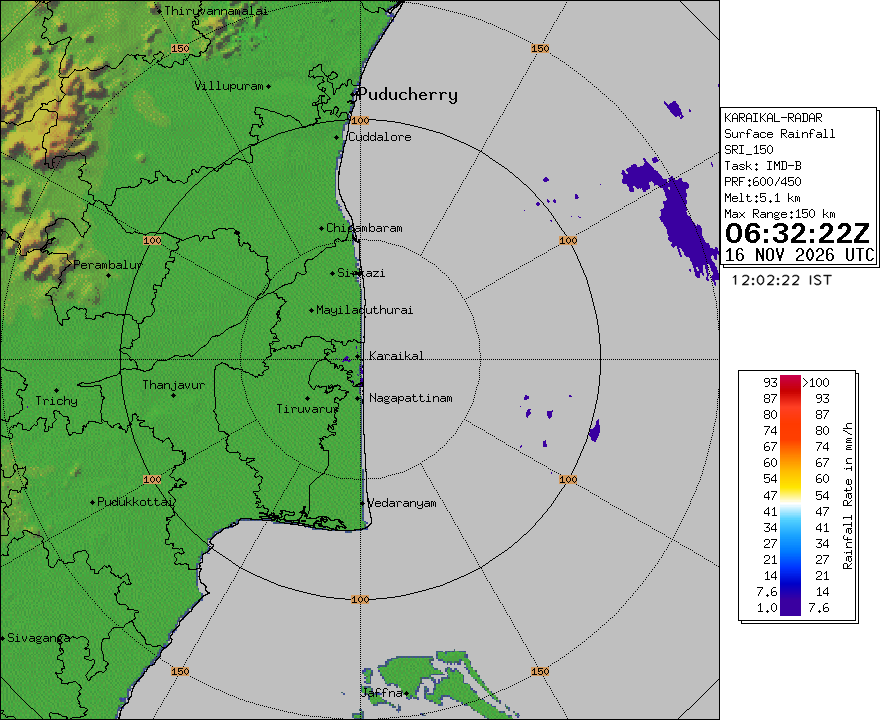 Thiruvannamalai
150
150
Villupuram
Puducherry
100
Cuddalore
Chidambaram
100
100
Perambalur
Sirkazi
Mayiladuthurai
Karaikal
Thanjavur
Trichy
Tiruvarur
Nagapattinam
100
100
Pudukkottai
Vedaranyam
100
Sivaganga
150
150
Jaffna
KARAIKAL-RADAR
Surface Rainfall
SRI_150
Task: IMD-B
PRF:600/450
Melt:5.1 km
Max Range:150 km
06:32:22Z
16 NOV 2026 UTC
12:02:22 IST
93 >100
87 93
80 87
74 80
67 74
60 67
54 60
47 54
41 47
34 41
27 34
21 27
14 21
7.6 14
1.0 7.6
Rainfall Rate in mm/h